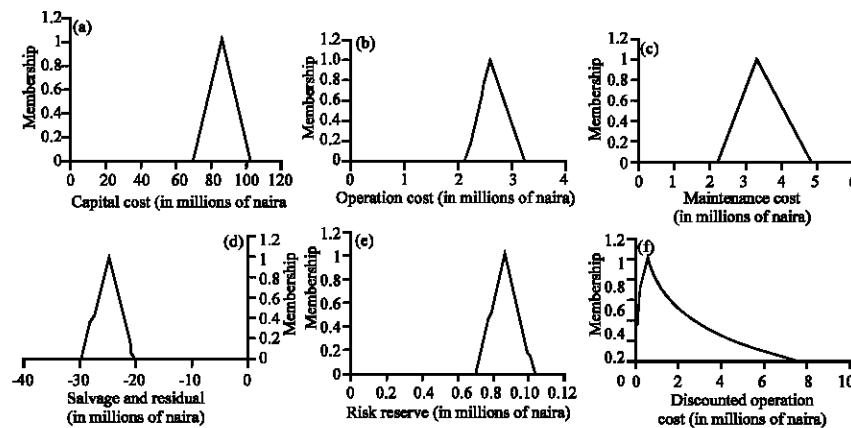 (a)
Membership
1.2
1
0.8
0.6
0.4
0.2
0
0 20 40 60 80 100 120
Capital cost (in millions of naira
(b)
Membership
1.2
1
0.8
0.6
0.4
0.2
0
0 1 2 3 4
Operation cost (in millions of naira)
(c)
Membership
1.2
1
0.8
0.6
0.4
0.2
0
0 1 2 3 4 5 6
Maintenance cost
(in millions of naira)
(d)
1.2
1
0.8
0.6
0.4
0.2
0
Membership
-40 -30 -20 -10 0
Salvage and residual
(in millions of naira)
(e)
Membership
1.2
1
0.8
0.6
0.4
0.2
0
0 0.2 0.4 0.6 0.8 0.10 0.12
Risk reserve (in millions of naira)
(f)
Membership
1.2
1
0.8
0.6
0.4
0.2
0 0 2 4 6 8 10
Discounted operation
cost (in millions of naira)